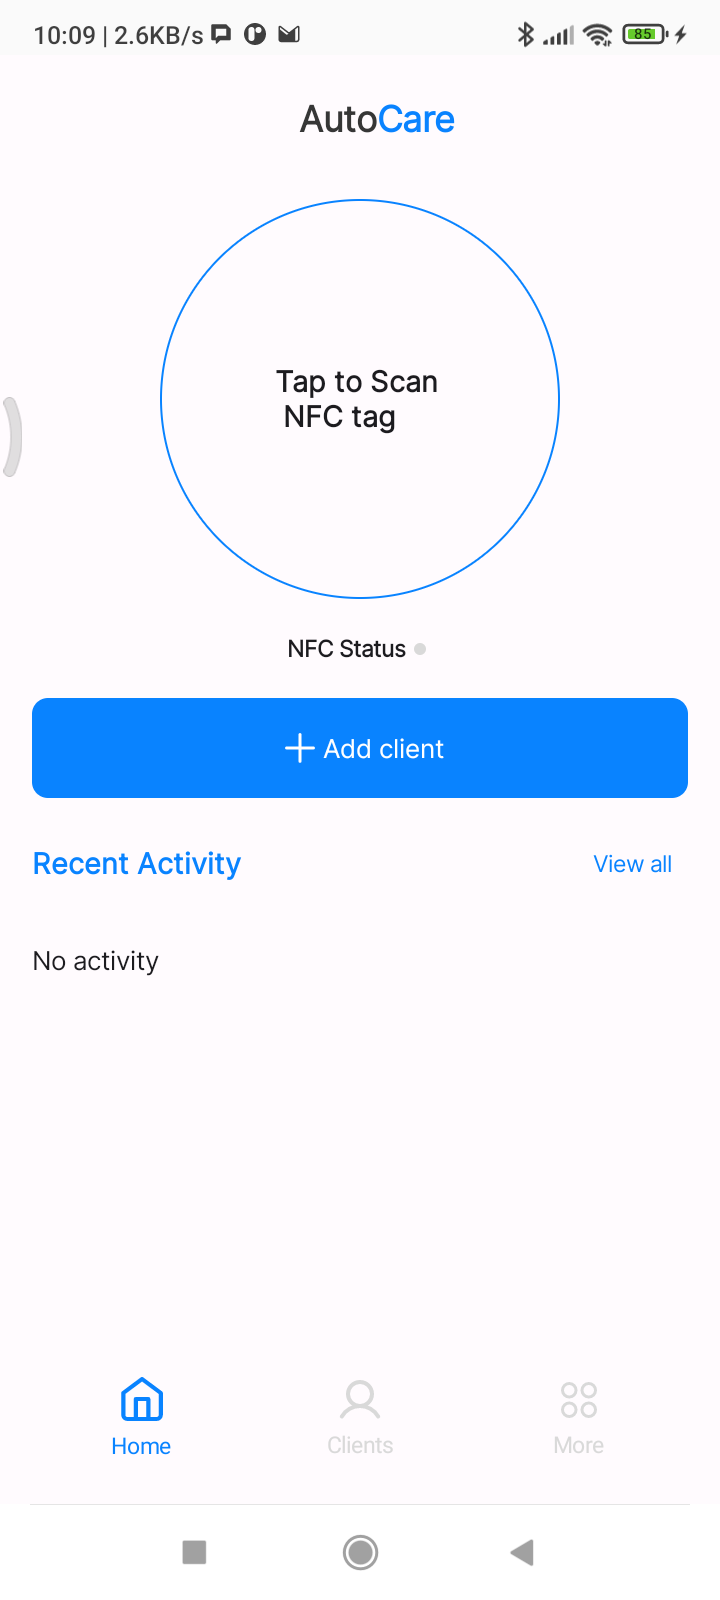 10:09 | 2.6KB/s 85
AutoCare
Tap to Scan
NFC tag
NFC Status
Add client
Recent Activity View all
No activity
Home Clients More